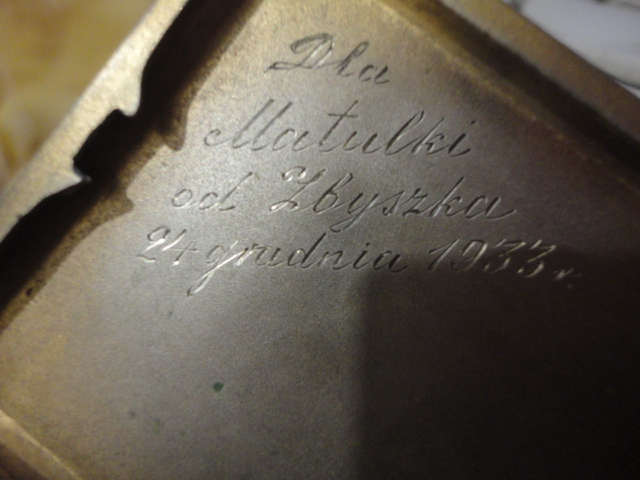 Dla
Matulki
od Zbyszka
24 grudnia 1933 r.